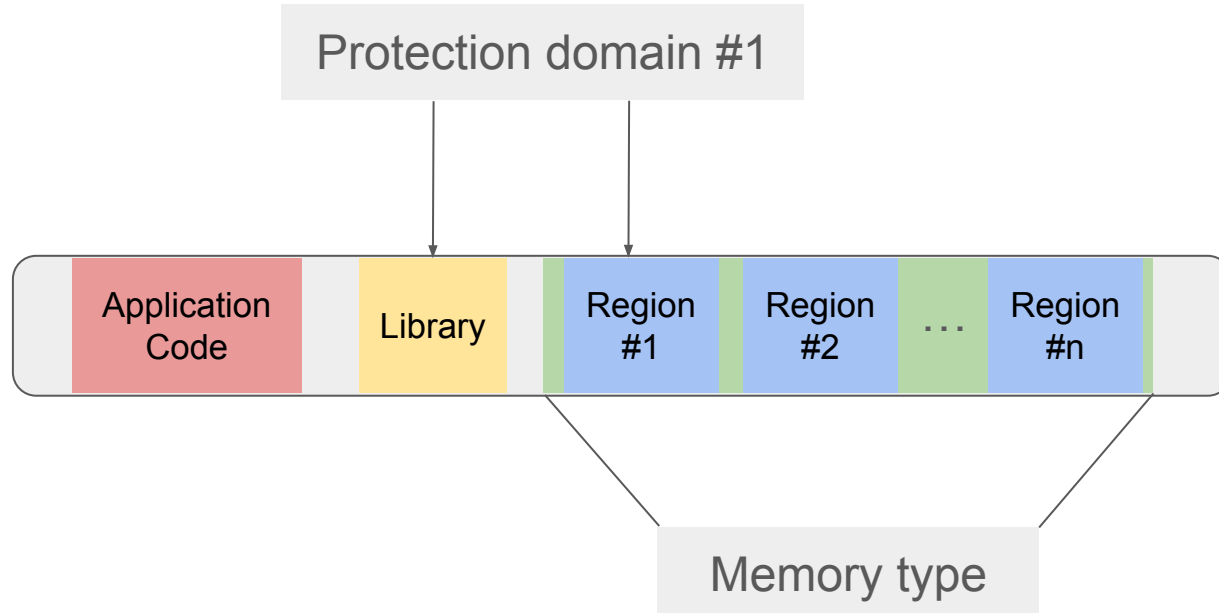 Protection domain #1
Application
Code
Library
Region
#1
Region
#2
...
Region
#n
Memory type